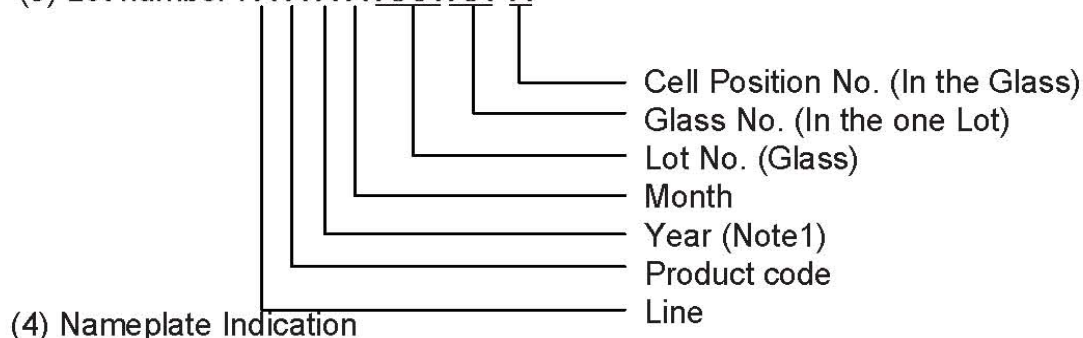 Cell Position No. (In the Glass)
Glass No. (In the one Lot)
Lot No. (Glass)
Month
Year (Note1)
Product code
Line
(4) Nameplate Indication